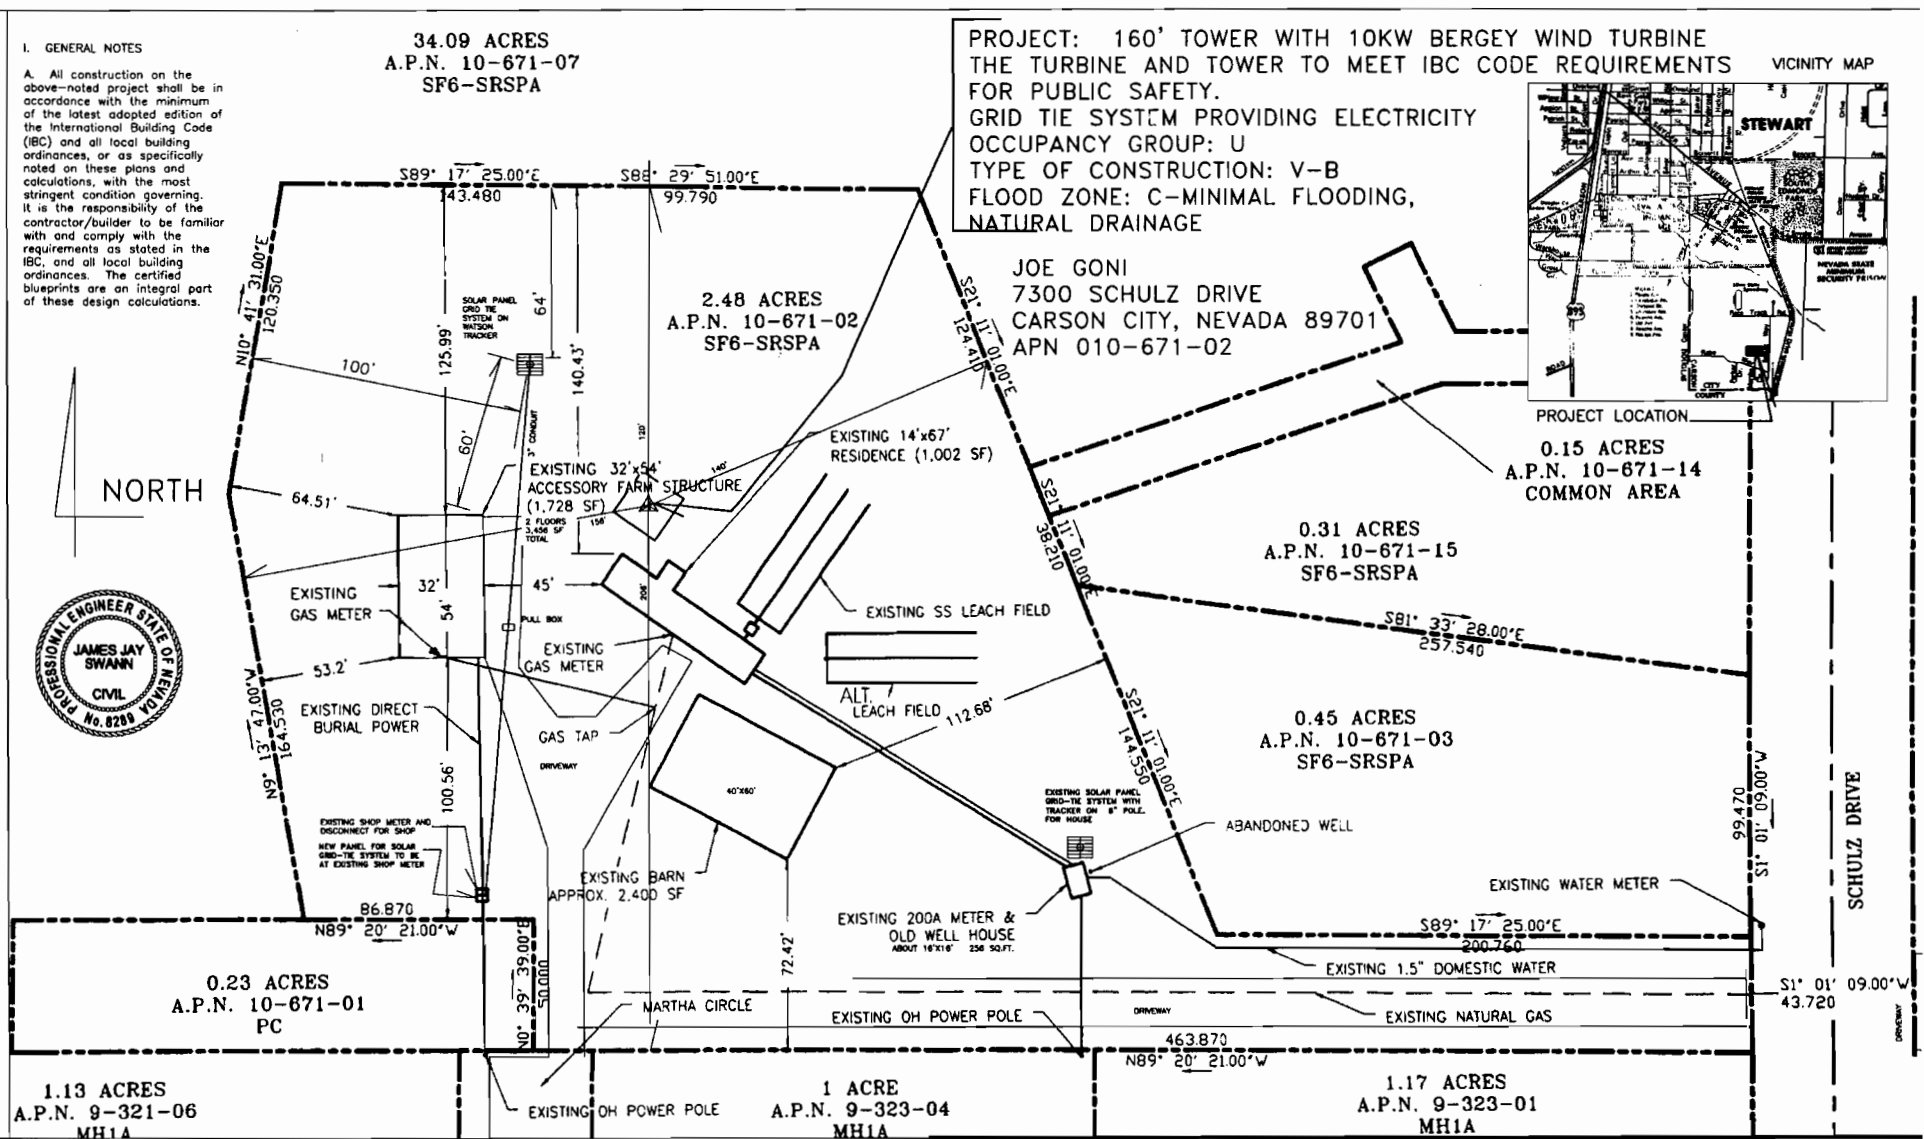 I. GENERAL NOTES
A. All construction on the
above-noted project shall be in
accordance with the minimum
of the latest adopted edition of
the International Building Code
(IBC) and all local building
ordinances, or as specifically
noted on these plans and
calculations, with the most
stringent condition governing.
It is the responsibility of the
contractor/builder to be familiar
with and comply with the
requirements as stated in the
IBC, and all local building
ordinances. The certified
blueprints are an integral part
of these design calculations.
34.09 ACRES
A.P.N. 10-671-07
SF6-SRSPA
PROJECT: 160' TOWER WITH 10KW BERGEY WIND TURBINE
THE TURBINE AND TOWER TO MEET IBC CODE REQUIREMENTS
FOR PUBLIC SAFETY.
GRID TIE SYSTEM PROVIDING ELECTRICITY
OCCUPANCY GROUP: U
TYPE OF CONSTRUCTION: V-B
FLOOD ZONE: C-MINIMAL FLOODING,
NATURAL DRAINAGE
JOE GONI
7300 SCHULZ DRIVE
CARSON CITY, NEVADA 89701
APN 010-671-02
VICINITY MAP
STEWART
SOUTH
EDMONDS
PARK
NEVADA STATE
MINIMUM
SECURITY PRISON
395
ROAD
CITY
COUNTY
PROJECT LOCATION
S89° 17' 25.00"E
143.480
S88° 29' 51.00"E
99.790
N10° 41' 31.00"E
120.350
SOLAR PANEL
GRID TIE
SYSTEM ON
WATSON
TRACKER
64'
125.99'
140.43'
100'
60'
3" CONDUIT
120'
140'
2.48 ACRES
A.P.N. 10-671-02
SF6-SRSPA
S21° 11' 01.00"E
124.410
EXISTING 14'x67'
RESIDENCE (1,002 SF)
EXISTING 32'x54'
ACCESSORY FARM STRUCTURE
(1,728 SF)
2 FLOORS
3,456 SF
TOTAL
156'
NORTH
64.51'
0.15 ACRES
A.P.N. 10-671-14
COMMON AREA
S21° 11' 01.00"E
38.210
0.31 ACRES
A.P.N. 10-671-15
SF6-SRSPA
EXISTING
GAS METER
32'
45'
54'
206'
PULL BOX
EXISTING
GAS METER
EXISTING SS LEACH FIELD
S81° 33' 28.00"E
257.540
PROFESSIONAL ENGINEER STATE OF NEVADA
JAMES JAY
SWANN
CIVIL
No. 8289
53.2'
N9° 13' 47.00"W
164.530
EXISTING DIRECT
BURIAL POWER
GAS TAP
DRIVEWAY
ALT.
LEACH FIELD
112.68'
S21° 11' 01.00"E
144.550
0.45 ACRES
A.P.N. 10-671-03
SF6-SRSPA
100.56'
40'X60'
EXISTING SOLAR PANEL
GRID-TIE SYSTEM WITH
TRACKER ON 8" POLE.
FOR HOUSE
ABANDONED WELL
99.470
S1° 01' 09.00"W
SCHULZ DRIVE
EXISTING SHOP METER AND
DISCONNECT FOR SHOP
NEW PANEL FOR SOLAR
GRID-TIE SYSTEM TO BE
AT EXISTING SHOP METER
EXISTING BARN
APPROX. 2,400 SF
EXISTING WATER METER
86.870
N89° 20' 21.00"W
EXISTING 200A METER &
OLD WELL HOUSE
ABOUT 16'X16' 256 SQ.FT.
S89° 17' 25.00"E
200.760
72.42'
EXISTING 1.5" DOMESTIC WATER
0.23 ACRES
A.P.N. 10-671-01
PC
N0° 39' 39.00"E
50.000
MARTHA CIRCLE
EXISTING OH POWER POLE
DRIVEWAY
EXISTING NATURAL GAS
S1° 01' 09.00"W
43.720
DRIVEWAY
463.870
N89° 20' 21.00"W
1.13 ACRES
A.P.N. 9-321-06
MH1A
EXISTING OH POWER POLE
1 ACRE
A.P.N. 9-323-04
MH1A
1.17 ACRES
A.P.N. 9-323-01
MH1A